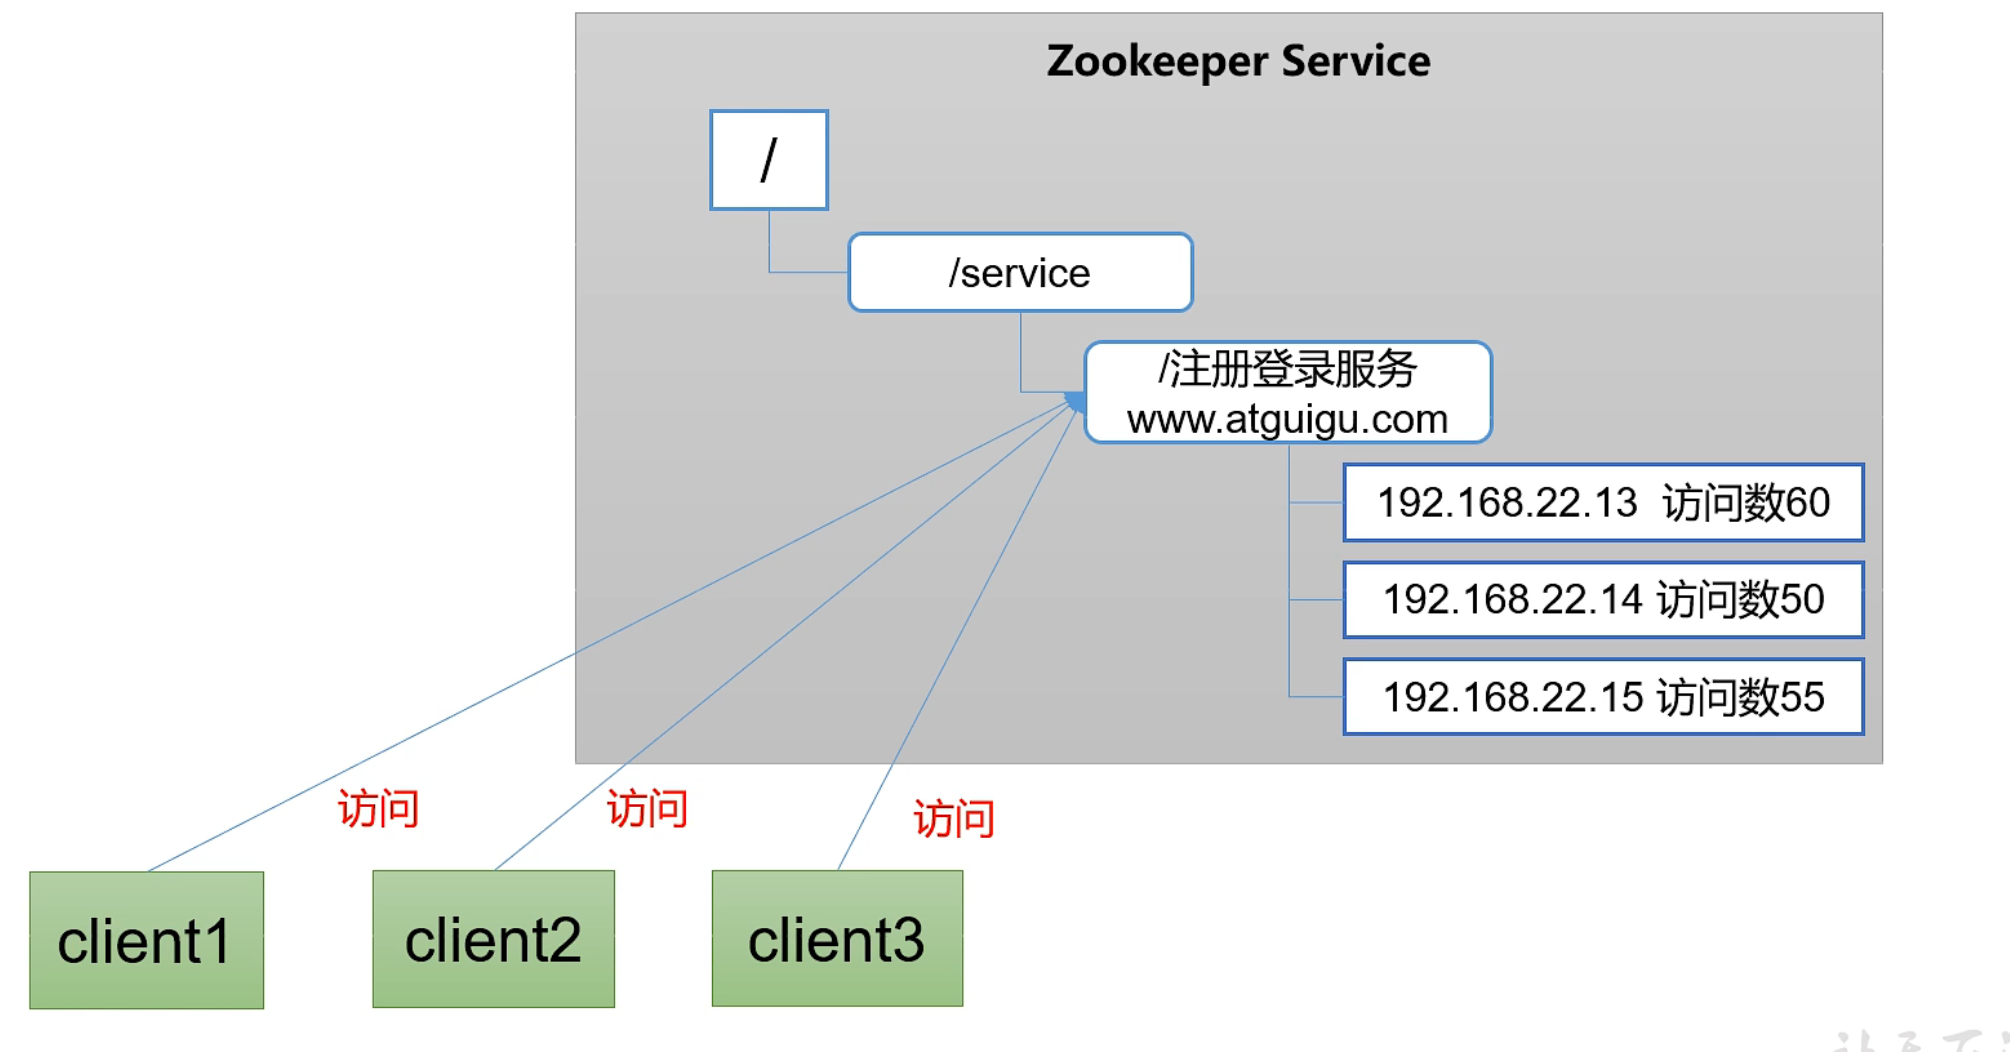 Zookeeper Service
/
/service
/注册登录服务
www.atguigu.com
192.168.22.13 访问数60
192.168.22.14 访问数50
192.168.22.15 访问数55
访问
访问
访问
client1
client2
client3